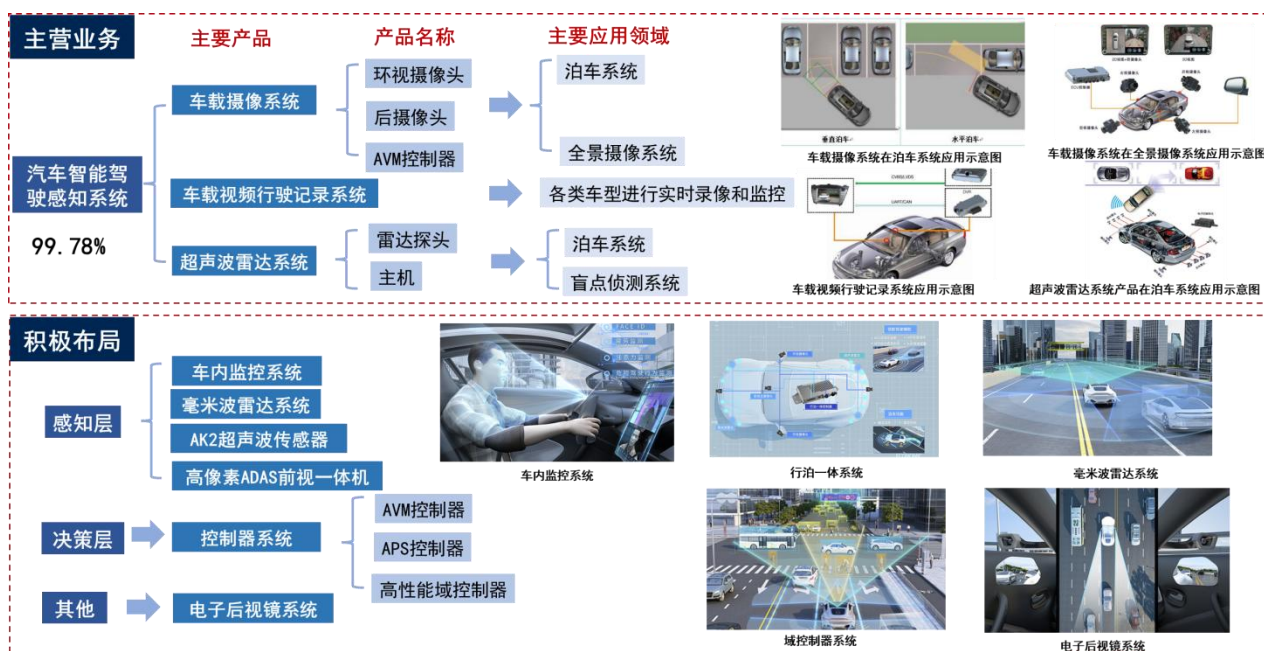 主营业务
主要产品
产品名称
主要应用领域
汽车智能驾
驶感知系统
99.78%
车载摄像系统
环视摄像头
后摄像头
AVM控制器
泊车系统
全景摄像系统
车载视频行驶记录系统
各类车型进行实时录像和监控
超声波雷达系统
雷达探头
主机
泊车系统
盲点侦测系统
垂直泊车
水平泊车
车载摄像系统在泊车系统应用示意图
车载摄像系统在全景摄像系统应用示意图
车载视频行驶记录系统应用示意图
超声波雷达系统产品在泊车系统应用示意图
积极布局
感知层
车内监控系统
毫米波雷达系统
AK2超声波传感器
高像素ADAS前视一体机
决策层
控制器系统
AVM控制器
APS控制器
高性能域控制器
其他
电子后视镜系统
车内监控系统
行泊一体系统
毫米波雷达系统
域控制器系统
电子后视镜系统